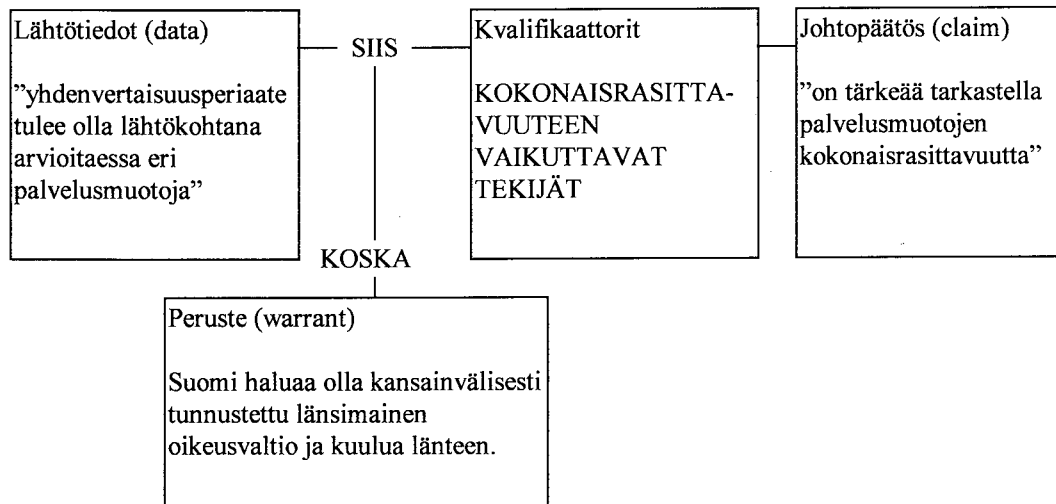 Lähtötiedot (data)
”yhdenvertaisuusperiaate
tulee olla lähtökohtana
arvioitaessa eri
palvelusmuotoja”
SIIS
Kvalifikaattorit
KOKONAISRASITTA-
VUUTEEN
VAIKUTTAVAT
TEKIJÄT
Johtopäätös (claim)
”on tärkeää tarkastella
palvelusmuotojen
kokonaisrasittavuutta”
KOSKA
Peruste (warrant)
Suomi haluaa olla kansainvälisesti
tunnustettu länsimainen
oikeusvaltio ja kuulua länteen.